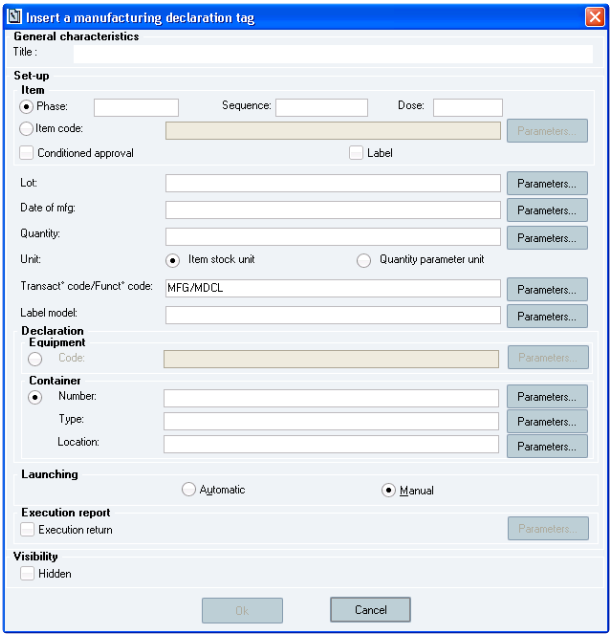 Insert a manufacturing declaration tag
General characteristics
Title :
Set-up
Item
Phase: Sequence: Dose:
Item code: Parameters...
Conditioned approval Label
Lot: Parameters...
Date of mfg: Parameters...
Quantity: Parameters...
Unit: Item stock unit Quantity parameter unit
Transact° code/Funct° code: MFG/MDCL Parameters...
Label model: Parameters...
Declaration
Equipment
Code: Parameters...
Container
Number: Parameters...
Type: Parameters...
Location: Parameters...
Launching
Automatic Manual
Execution report
Execution return Parameters...
Visibility
Hidden
Ok Cancel